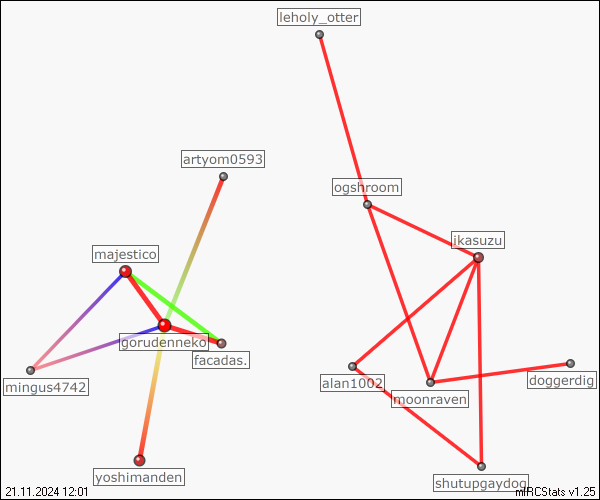 leholy_otter
artyom0593
ogshroom
ikasuzu
majestico
gorudenneko
facadas.
mingus4742
alan1002
doggerdig
moonraven
yoshimanden
shutupgaydog
21.11.2024 12:01
mIRCStats v1.25